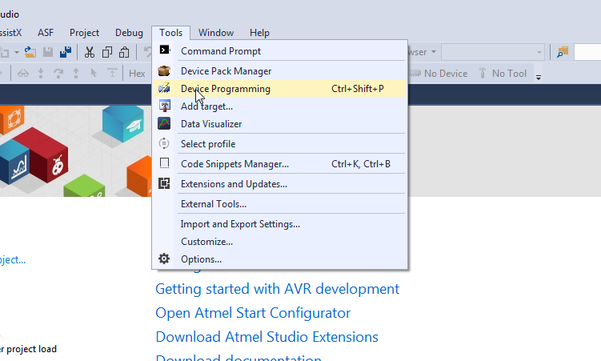 udio
ssistX ASF Project Debug Tools Window Help
Hex rowser No Device No Tool
Command Prompt
Device Pack Manager
Device Programming Ctrl+Shift+P
Add target...
Data Visualizer
Select profile
Code Snippets Manager... Ctrl+K, Ctrl+B
Extensions and Updates...
External Tools...
Import and Export Settings...
Customize...
Options...
oject...
Getting started with AVR development
Open Atmel Start Configurator
Download Atmel Studio Extensions
r project load
Download documentation